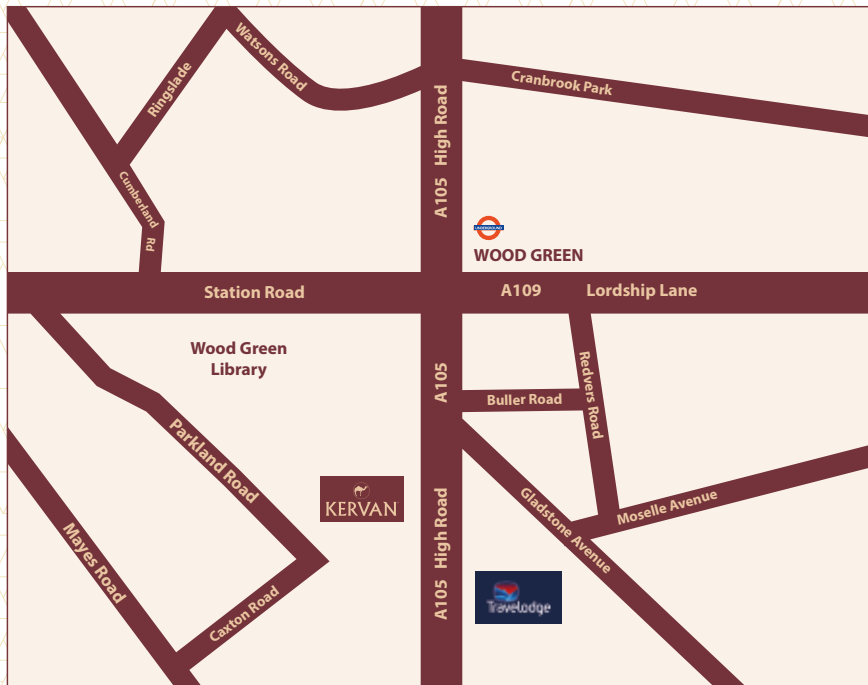 Watsons Road
Ringslade
Cranbrook Park
A105 High Road
Cumberland
Rd
UNDERGROUND
WOOD GREEN
Station Road
A109 Lordship Lane
Wood Green
Library
A105
Redvers Road
Buller Road
Parkland Road
KERVAN
A105 High Road
Gladstone Avenue
Moselle Avenue
Mayes Road
Travelodge
Caxton Road